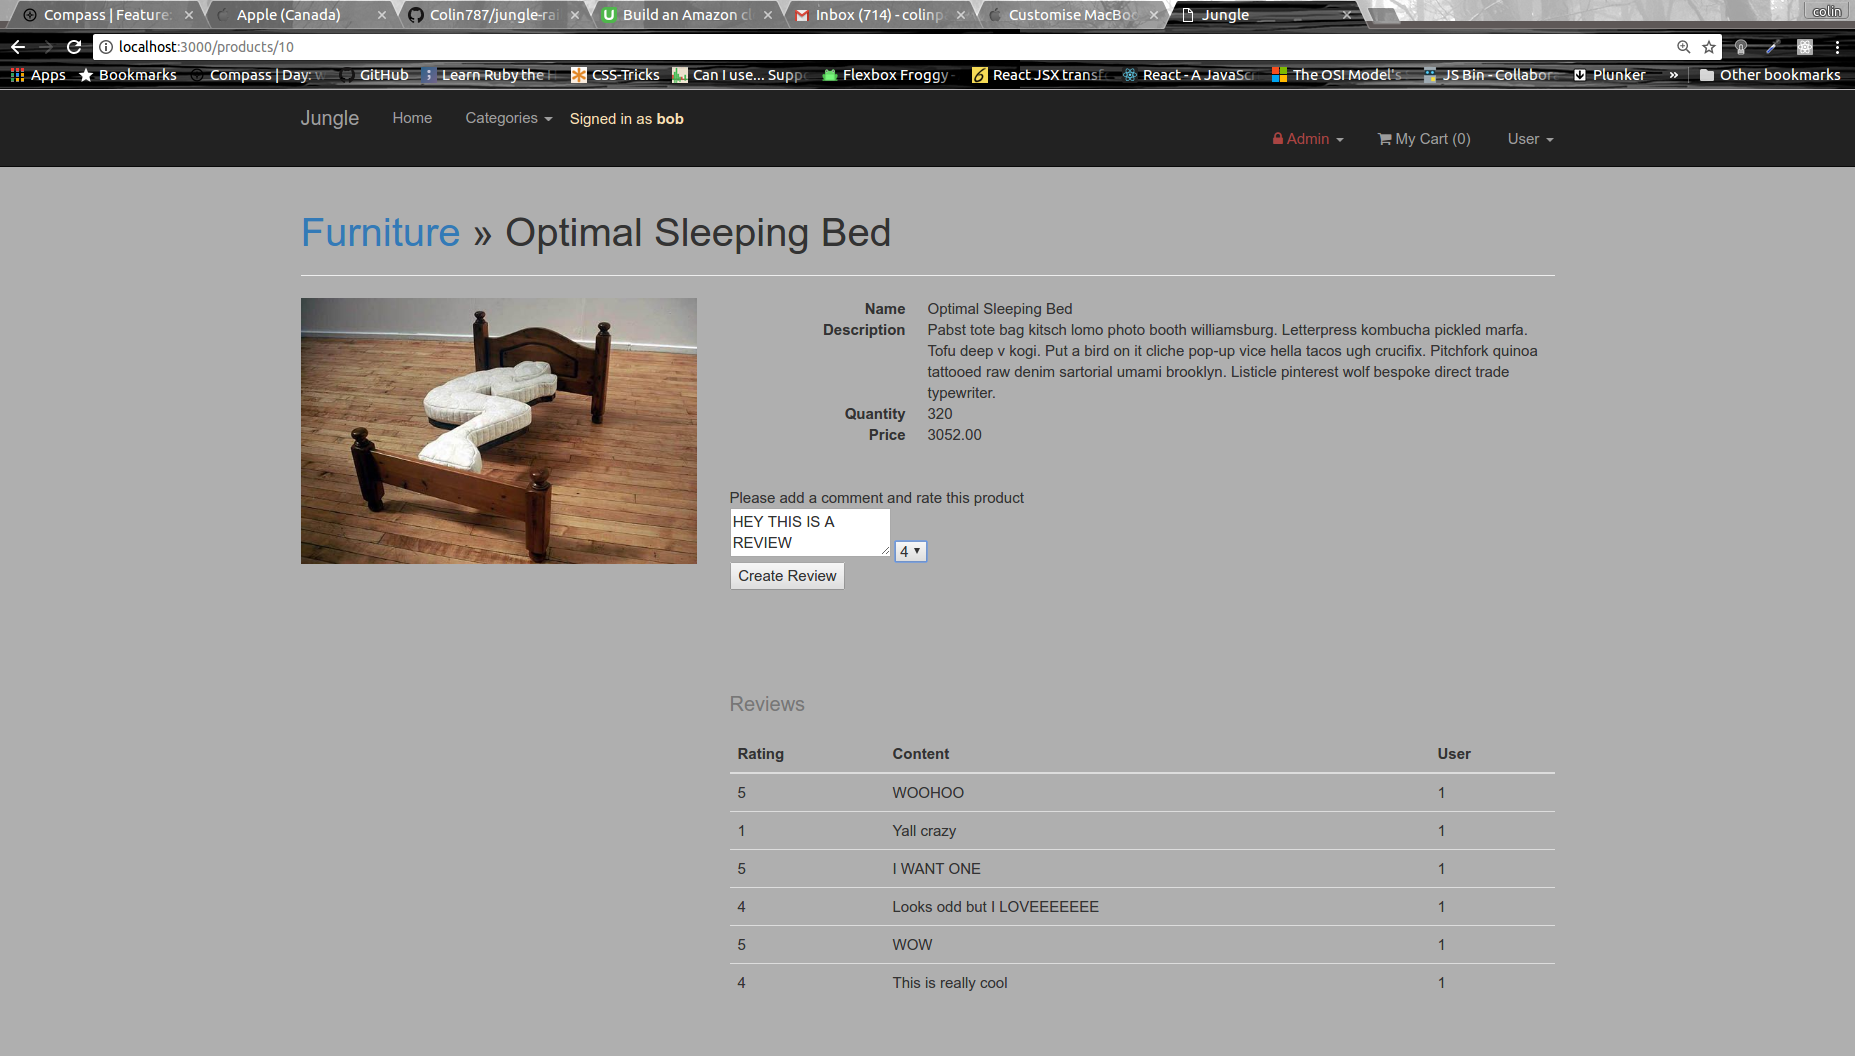 Compass | Feature:
Apple (Canada)
Colin787/jungle-rai
Build an Amazon cl
Inbox (714) - colinp
Customise MacBoo
Jungle
colin
localhost:3000/products/10
Apps
Bookmarks
Compass | Day: w
GitHub
Learn Ruby the H
CSS-Tricks
Can I use... Supp
Flexbox Froggy -
React JSX transf
React - A JavaScr
The OSI Model's
JS Bin - Collabor
Plunker
»
Other bookmarks
Jungle
Home
Categories
Signed in as bob
Admin
My Cart (0)
User
Furniture » Optimal Sleeping Bed
Name Optimal Sleeping Bed
Description Pabst tote bag kitsch lomo photo booth williamsburg. Letterpress kombucha pickled marfa.
Tofu deep v kogi. Put a bird on it cliche pop-up vice hella tacos ugh crucifix. Pitchfork quinoa
tattooed raw denim sartorial umami brooklyn. Listicle pinterest wolf bespoke direct trade
typewriter.
Quantity 320
Price 3052.00
Please add a comment and rate this product
HEY THIS IS A
REVIEW
4
Create Review
Reviews
Rating Content User
5 WOOHOO 1
1 Yall crazy 1
5 I WANT ONE 1
4 Looks odd but I LOVEEEEEEE 1
5 WOW 1
4 This is really cool 1